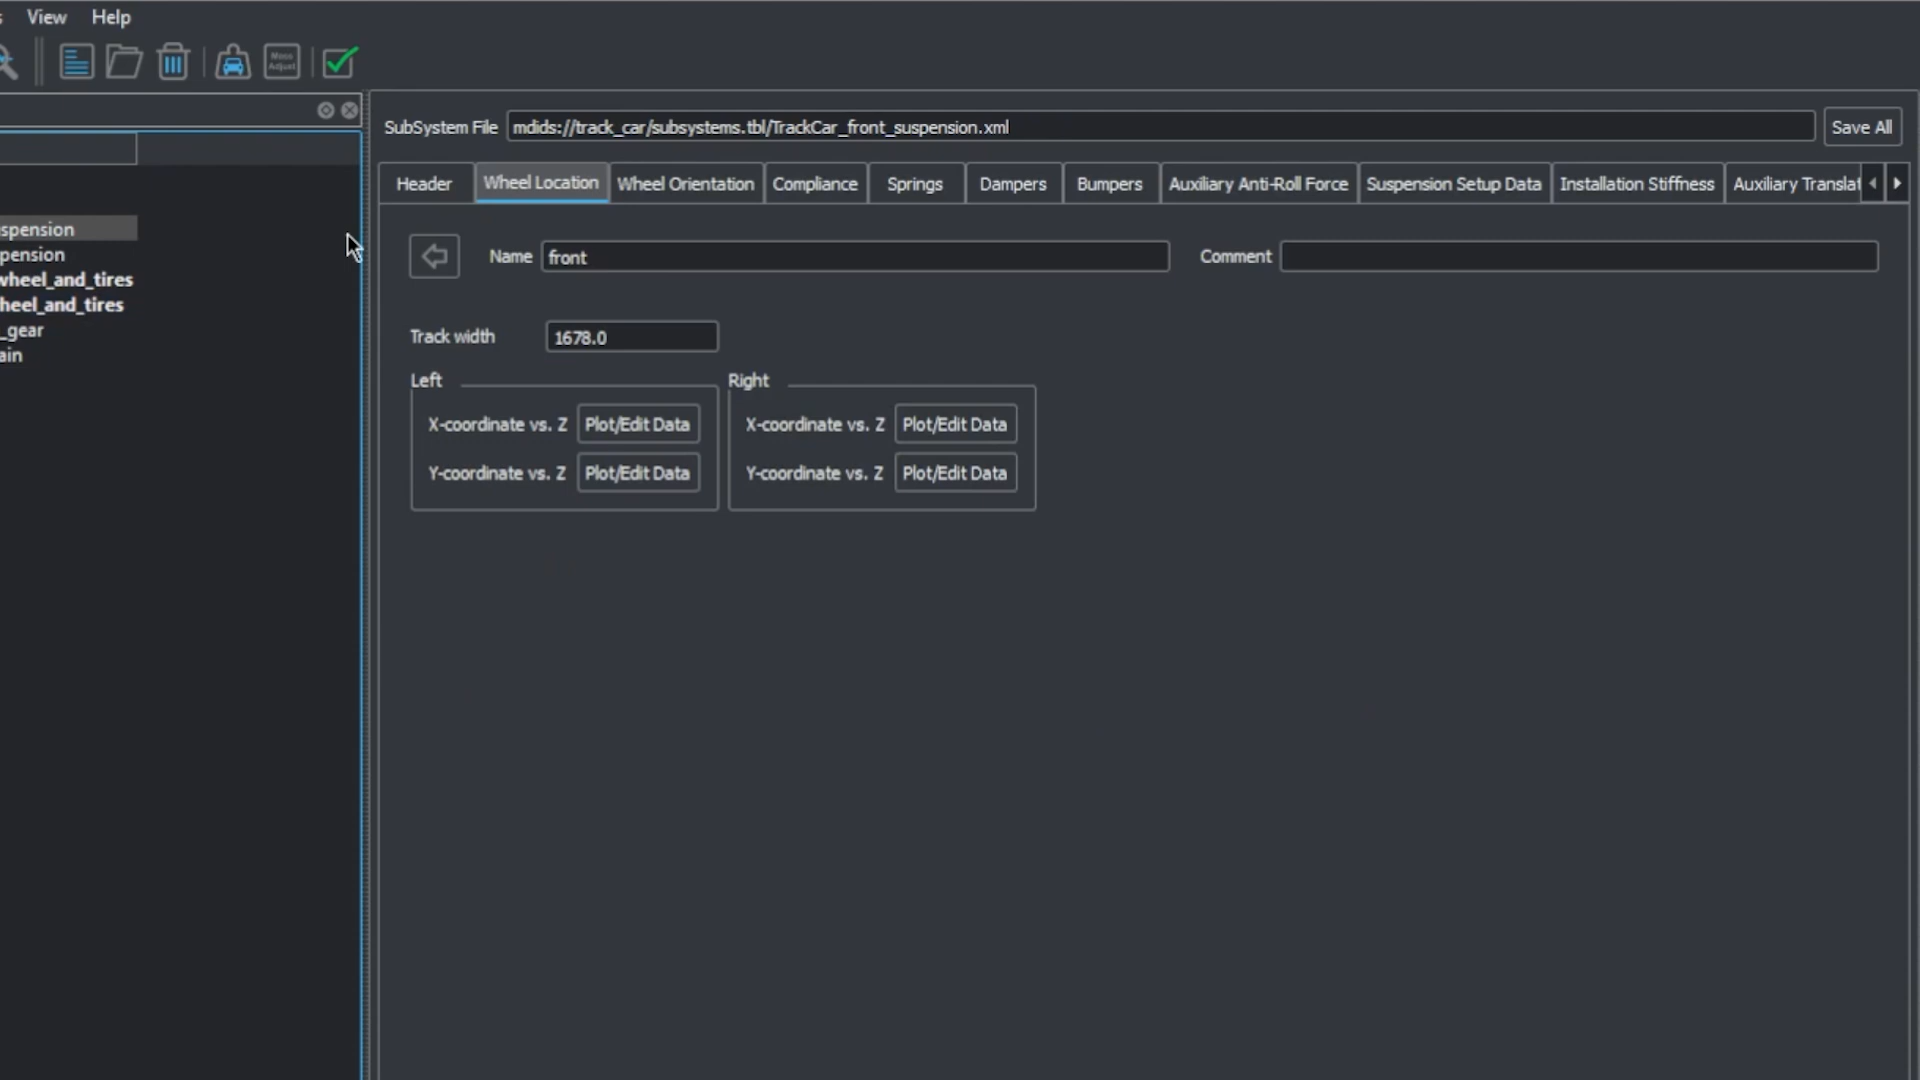 View Help
Mass Adjust
SubSystem File mdids://track_car/subsystems.tbl/TrackCar_front_suspension.xml Save All
Header Wheel Location Wheel Orientation Compliance Springs Dampers Bumpers Auxiliary Anti-Roll Force Suspension Setup Data Installation Stiffness Auxiliary Translat
spension
pension
wheel_and_tires
heel_and_tires
_gear
ain
Name front Comment
Track width 1678.0
Left Right
X-coordinate vs. Z Plot/Edit Data X-coordinate vs. Z Plot/Edit Data
Y-coordinate vs. Z Plot/Edit Data Y-coordinate vs. Z Plot/Edit Data